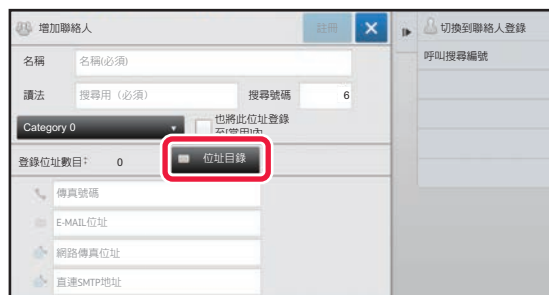 增加聯絡人
註冊
切換到聯絡人登錄
名稱
名稱(必須)
呼叫搜尋編號
讀法
搜尋用（必須）
搜尋號碼
6
Category 0
也將此位址登錄
至[常用]內
登錄位址數目:
0
位址目錄
傳真號碼
E-MAIL位址
網路傳真位址
直連SMTP地址